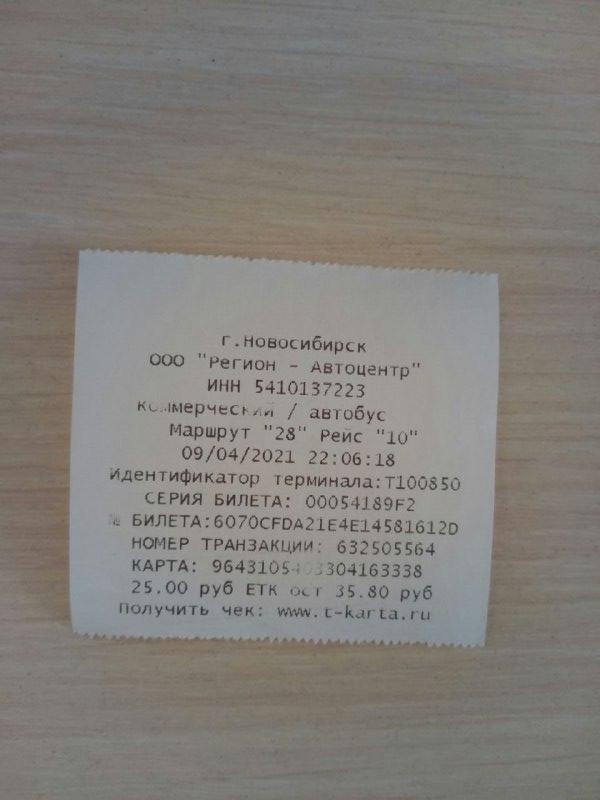 г.Новосибирск
ООО "Регион - Автоцентр"
ИНН 5410137223
Коммерческий / автобус
Маршрут "28" Рейс "10"
09/04/2021 22:06:18
Идентификатор терминала:Т100850
СЕРИЯ БИЛЕТА: 00054189F2
№ БИЛЕТА:6070CFDA21E4E14581612D
НОМЕР ТРАНЗАКЦИИ: 632505564
КАРТА:
25.00 руб ЕТК ост 35.80 руб
Получить чек: www.t-karta.ru